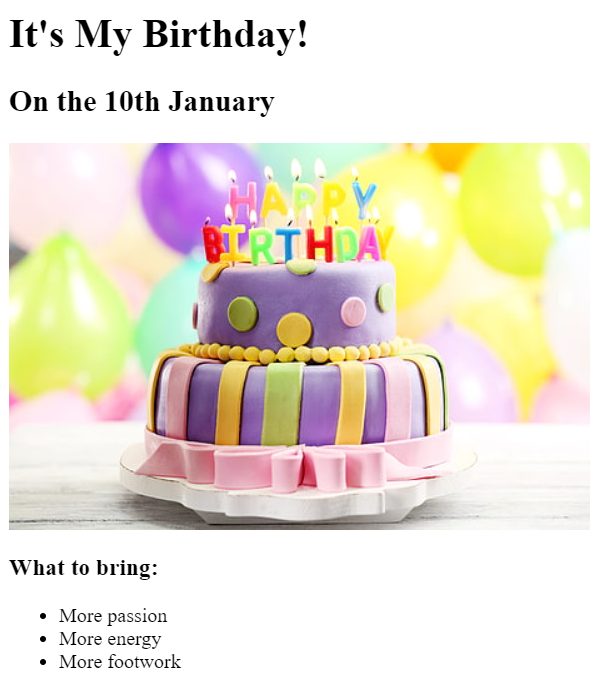 It's My Birthday!
On the 10th January
HAPPY
BIRTHDAY
What to bring:
More passion
More energy
More footwork